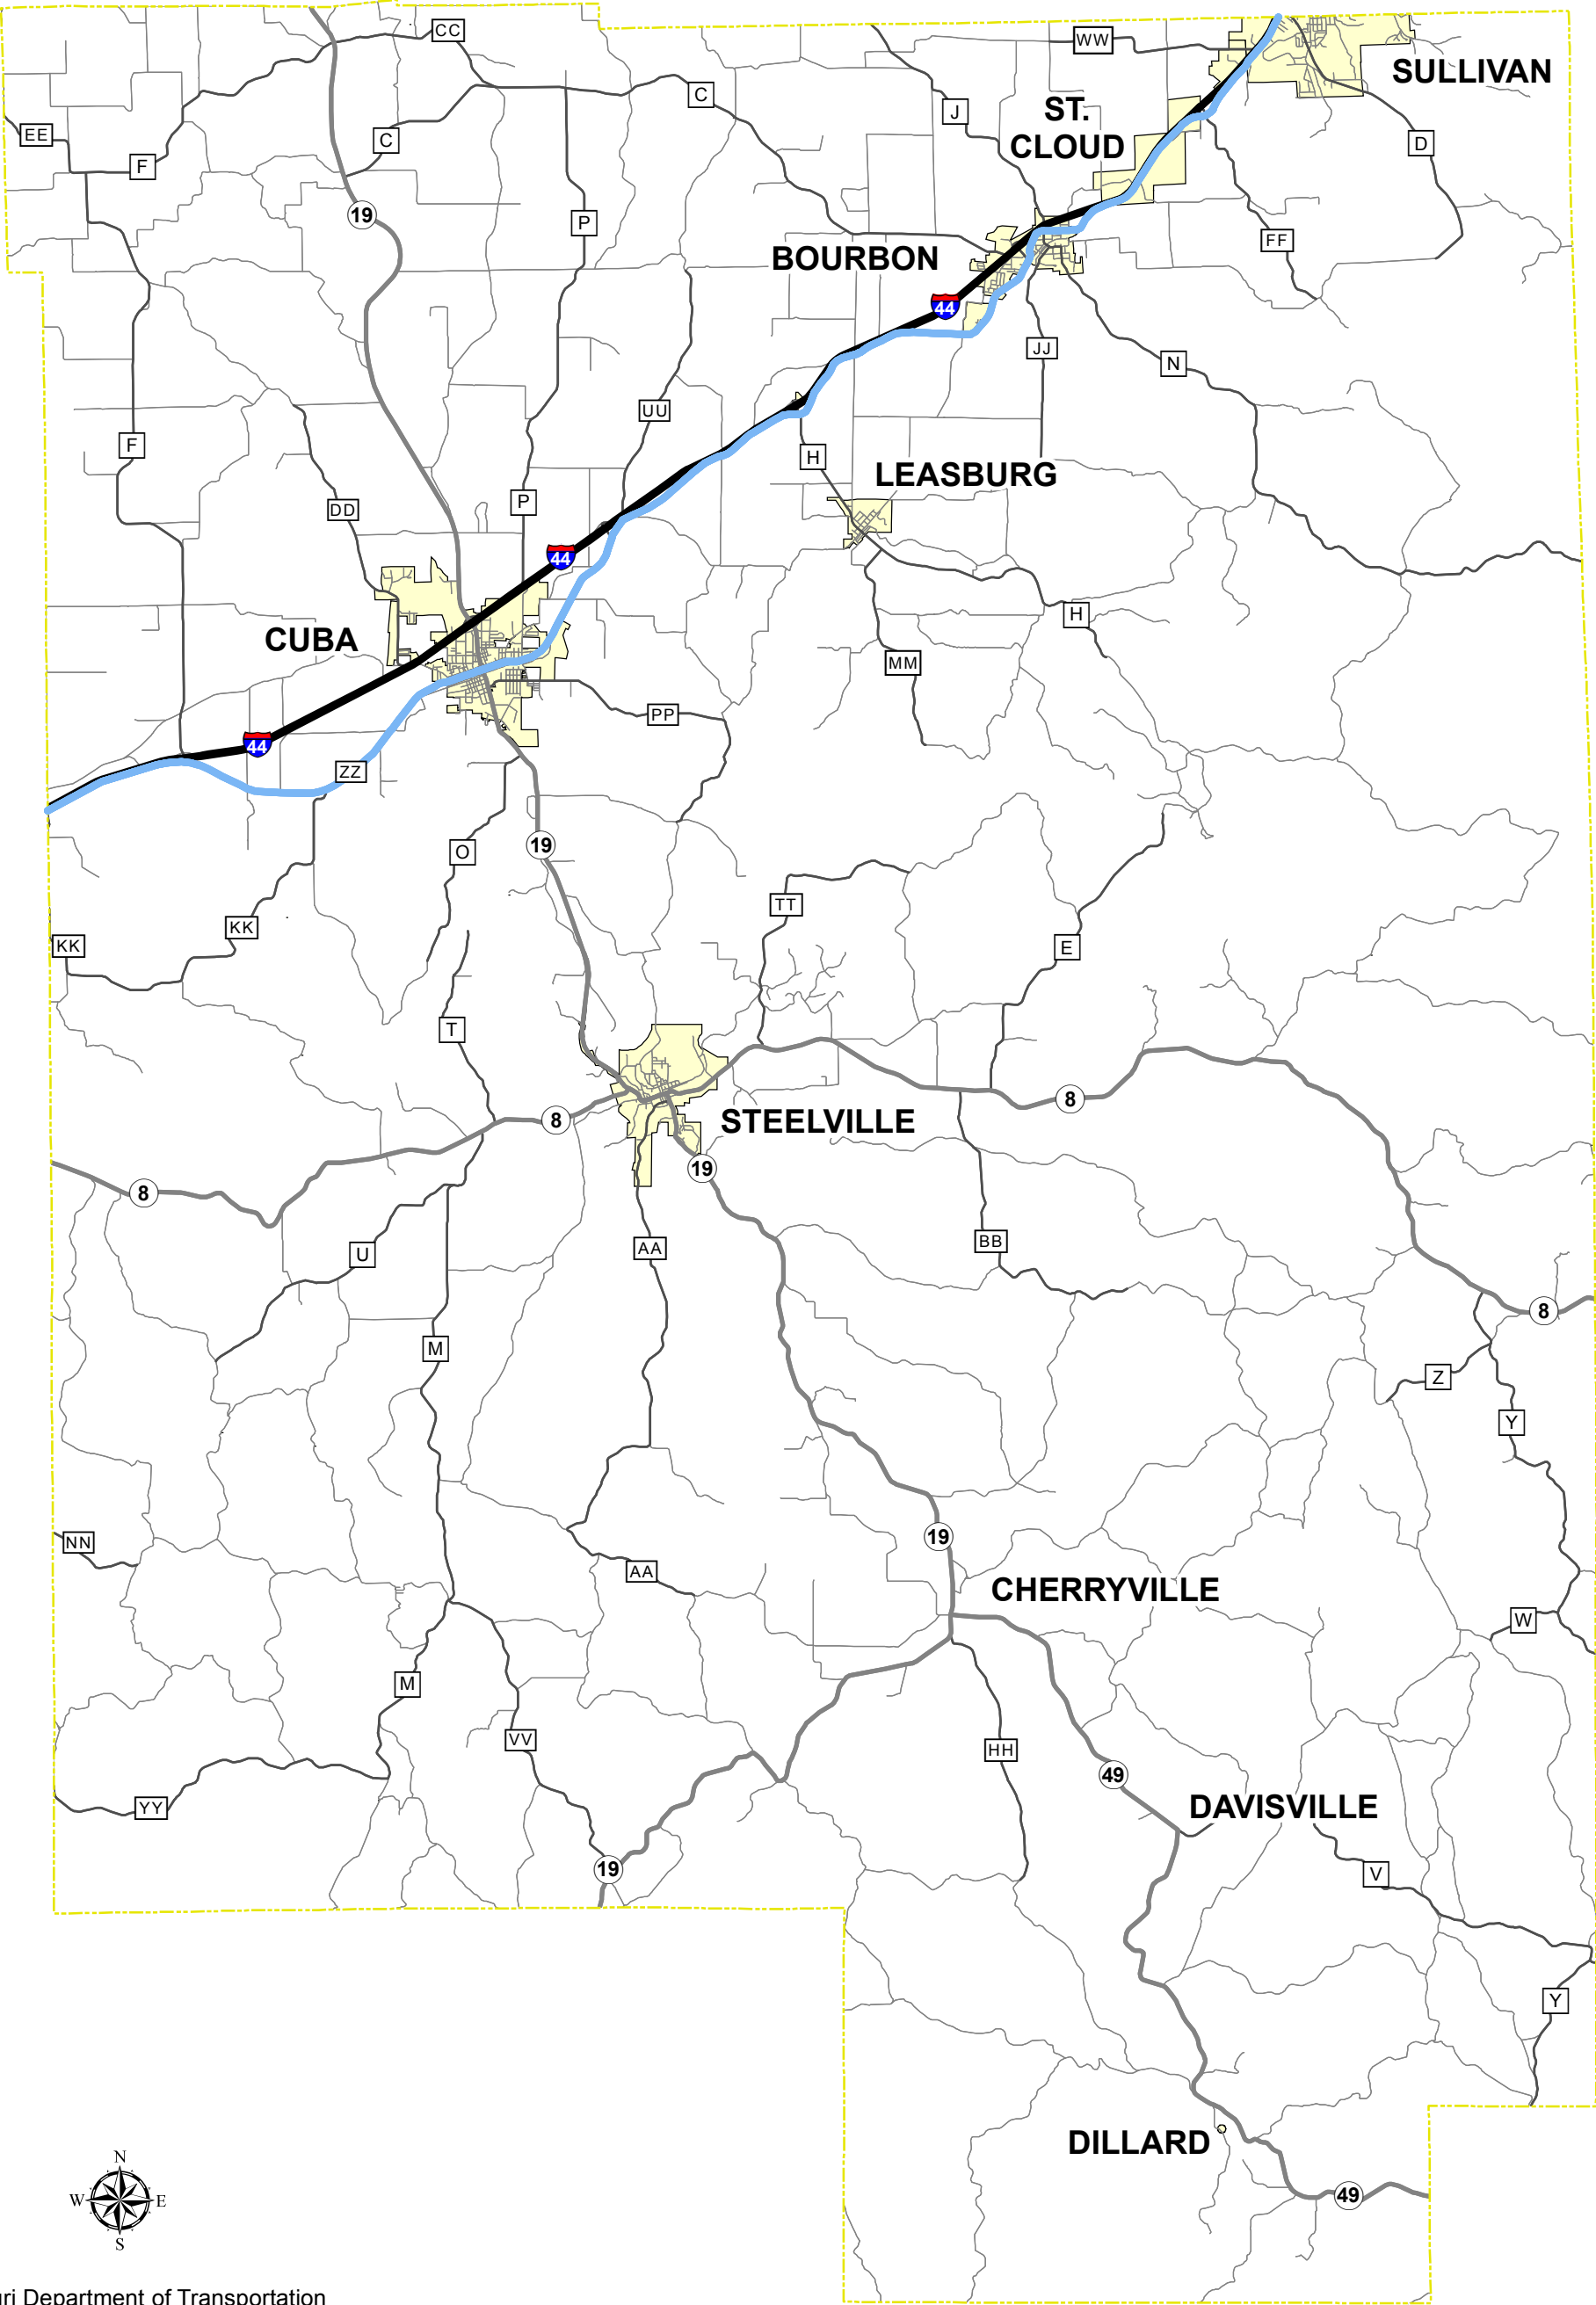 CC
WW
SULLIVAN
C
J
ST.
CLOUD
EE
C
D
F
19
P
FF
BOURBON
44
JJ
N
UU
F
H
LEASBURG
P
DD
44
H
CUBA
MM
PP
44
ZZ
O
19
TT
KK
KK
E
T
8
8
STEELVILLE
19
8
AA
BB
U
8
M
Z
Y
19
NN
AA
CHERRYVILLE
W
M
VV
HH
49
DAVISVILLE
YY
19
V
Y
DILLARD
N
W E
S
49
uri Department of Transportation